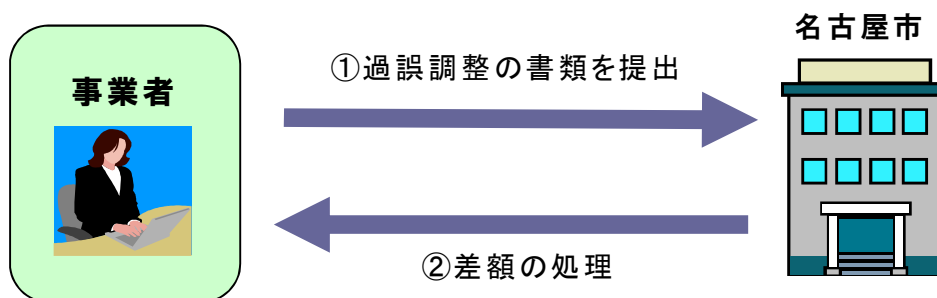 名古屋市
①過誤調整の書類を提出
事業者
②差額の処理